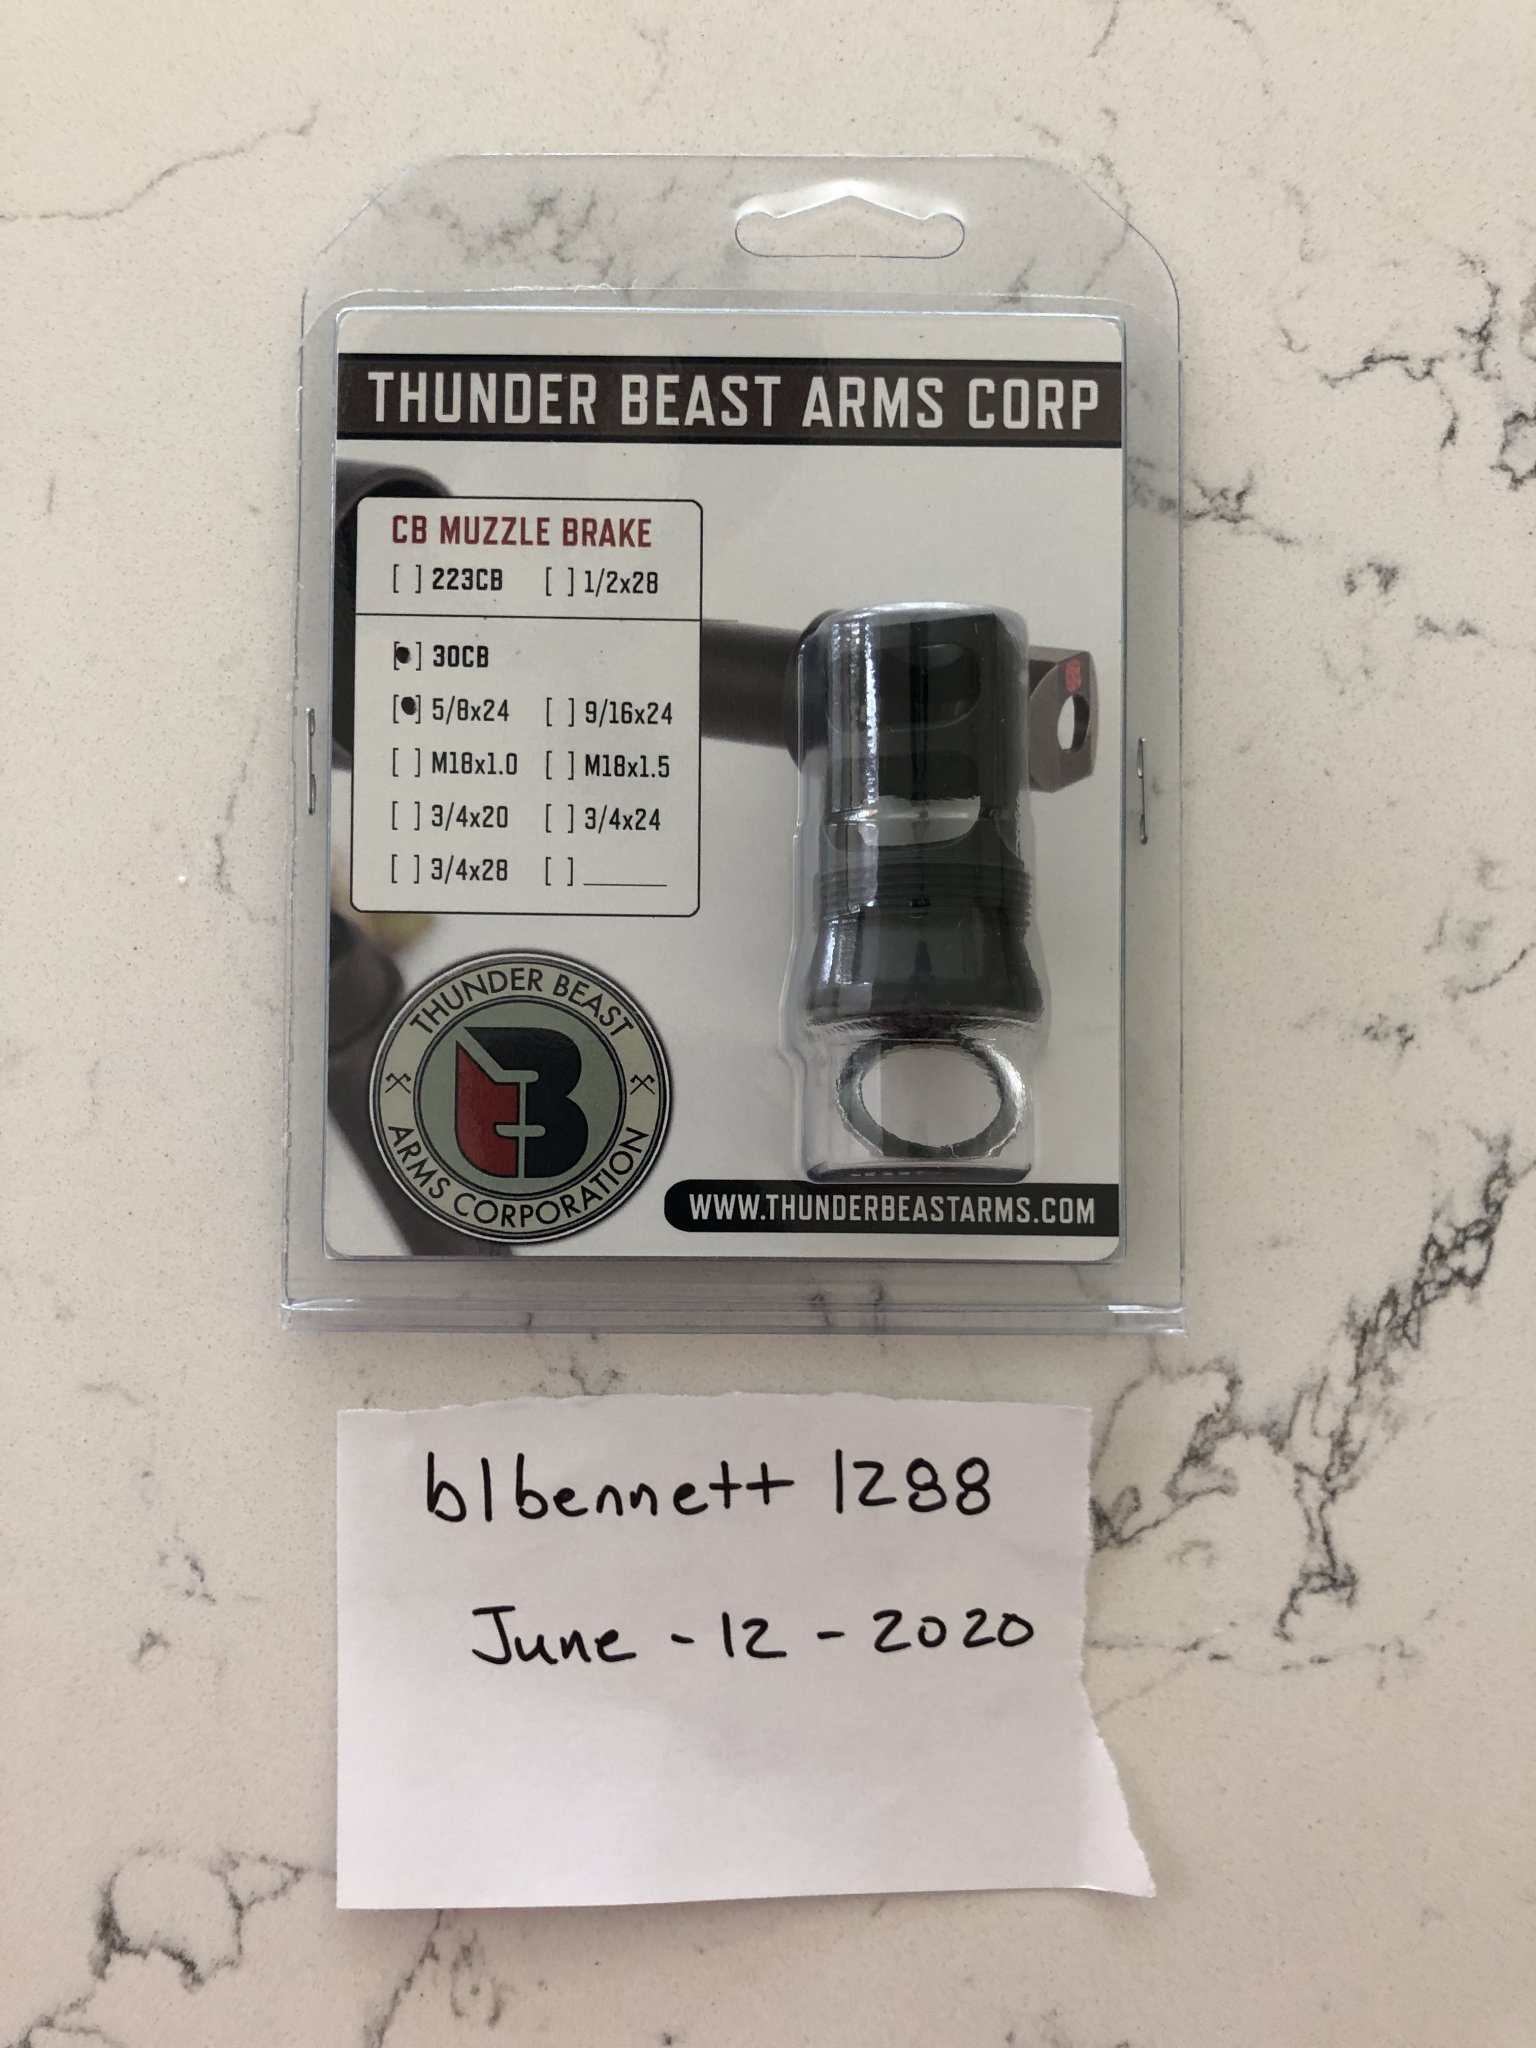 THUNDER BEAST ARMS CORP
CB MUZZLE BRAKE
[ ] 223CB [ ] 1/2x28
[•] 30CB
[•] 5/8x24 [ ] 9/16x24
[ ] M18x1.0 [ ] M18x1.5
[ ] 3/4x20 [ ] 3/4x24
[ ] 3/4x28 [ ] ______
THUNDER BEAST
TB
ARMS CORPORATION
WWW.THUNDERBEASTARMS.COM
blbennett 1288
June - 12 - 2020